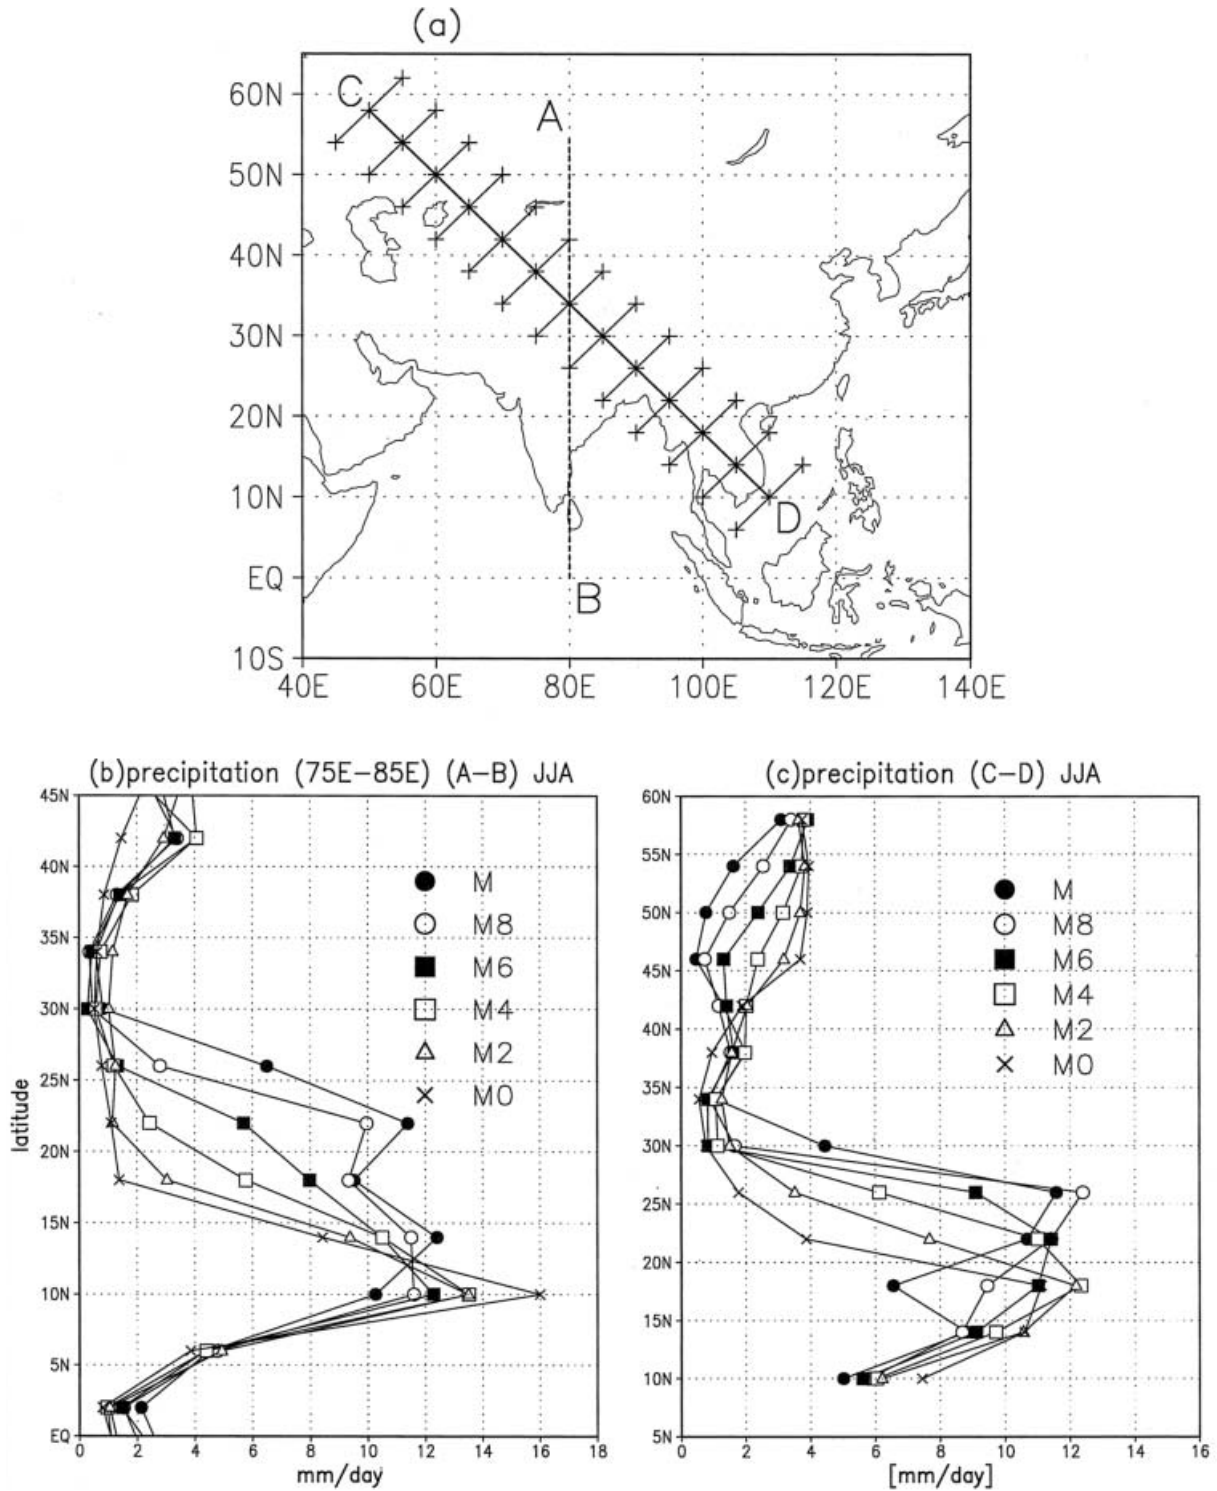 (a)
60N
50N
40N
30N
20N
10N
EQ
10S
40E 60E 80E 100E 120E 140E
C
A
D
B
(b)precipitation (75E-85E) (A-B) JJA
45N
40N
35N
30N
25N
20N
15N
10N
5N
EQ
latitude
M
M8
M6
M4
M2
M0
0 2 4 6 8 10 12 14 16 18
mm/day
(c)precipitation (C-D) JJA
60N
55N
50N
45N
40N
35N
30N
25N
20N
15N
10N
5N
M
M8
M6
M4
M2
M0
0 2 4 6 8 10 12 14 16
[mm/day]